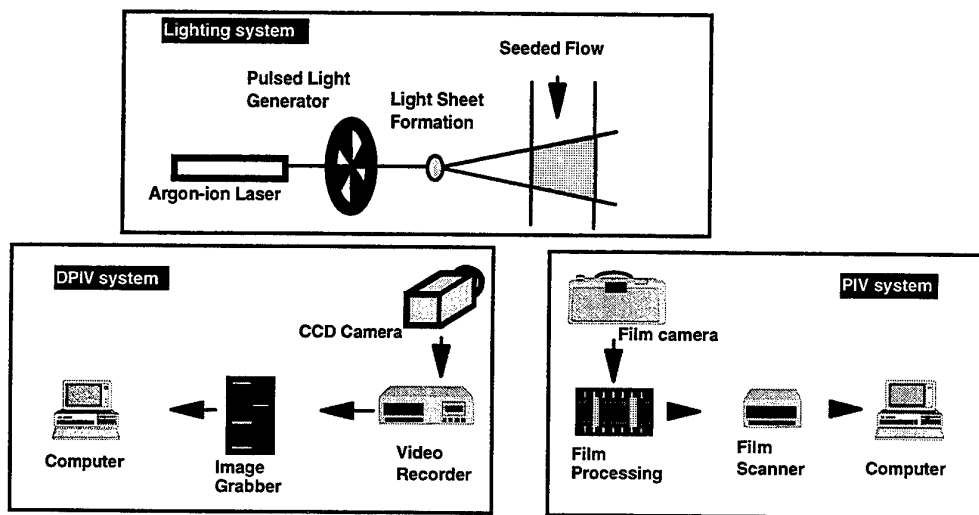 Lighting system
Seeded Flow
Pulsed Light
Generator
Light Sheet
Formation
Argon-ion Laser
DPIV system
CCD Camera
Computer
Image
Grabber
Video
Recorder
PIV system
Film camera
Film
Processing
Film
Scanner
Computer